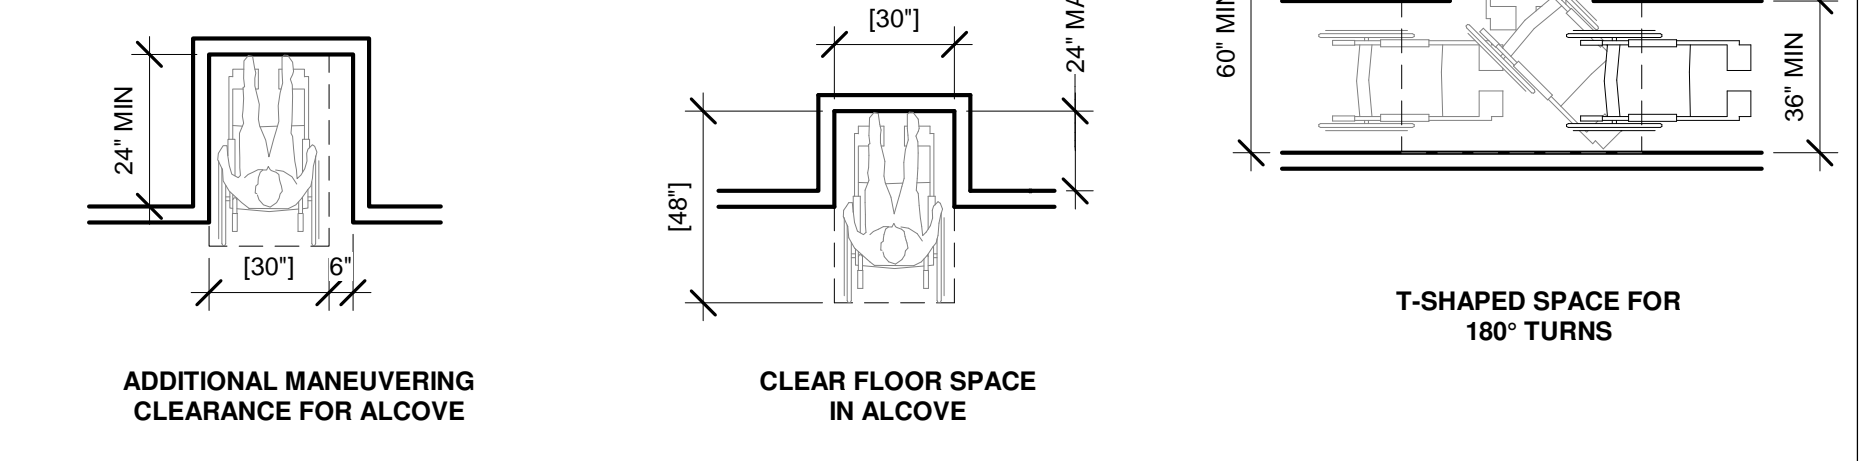 24" MIN
[30"]
6"
ADDITIONAL MANEUVERING
CLEARANCE FOR ALCOVE
[30"]
24"
[48"]
CLEAR FLOOR SPACE
IN ALCOVE
60" MIN
36" MIN
T-SHAPED SPACE FOR
180° TURNS